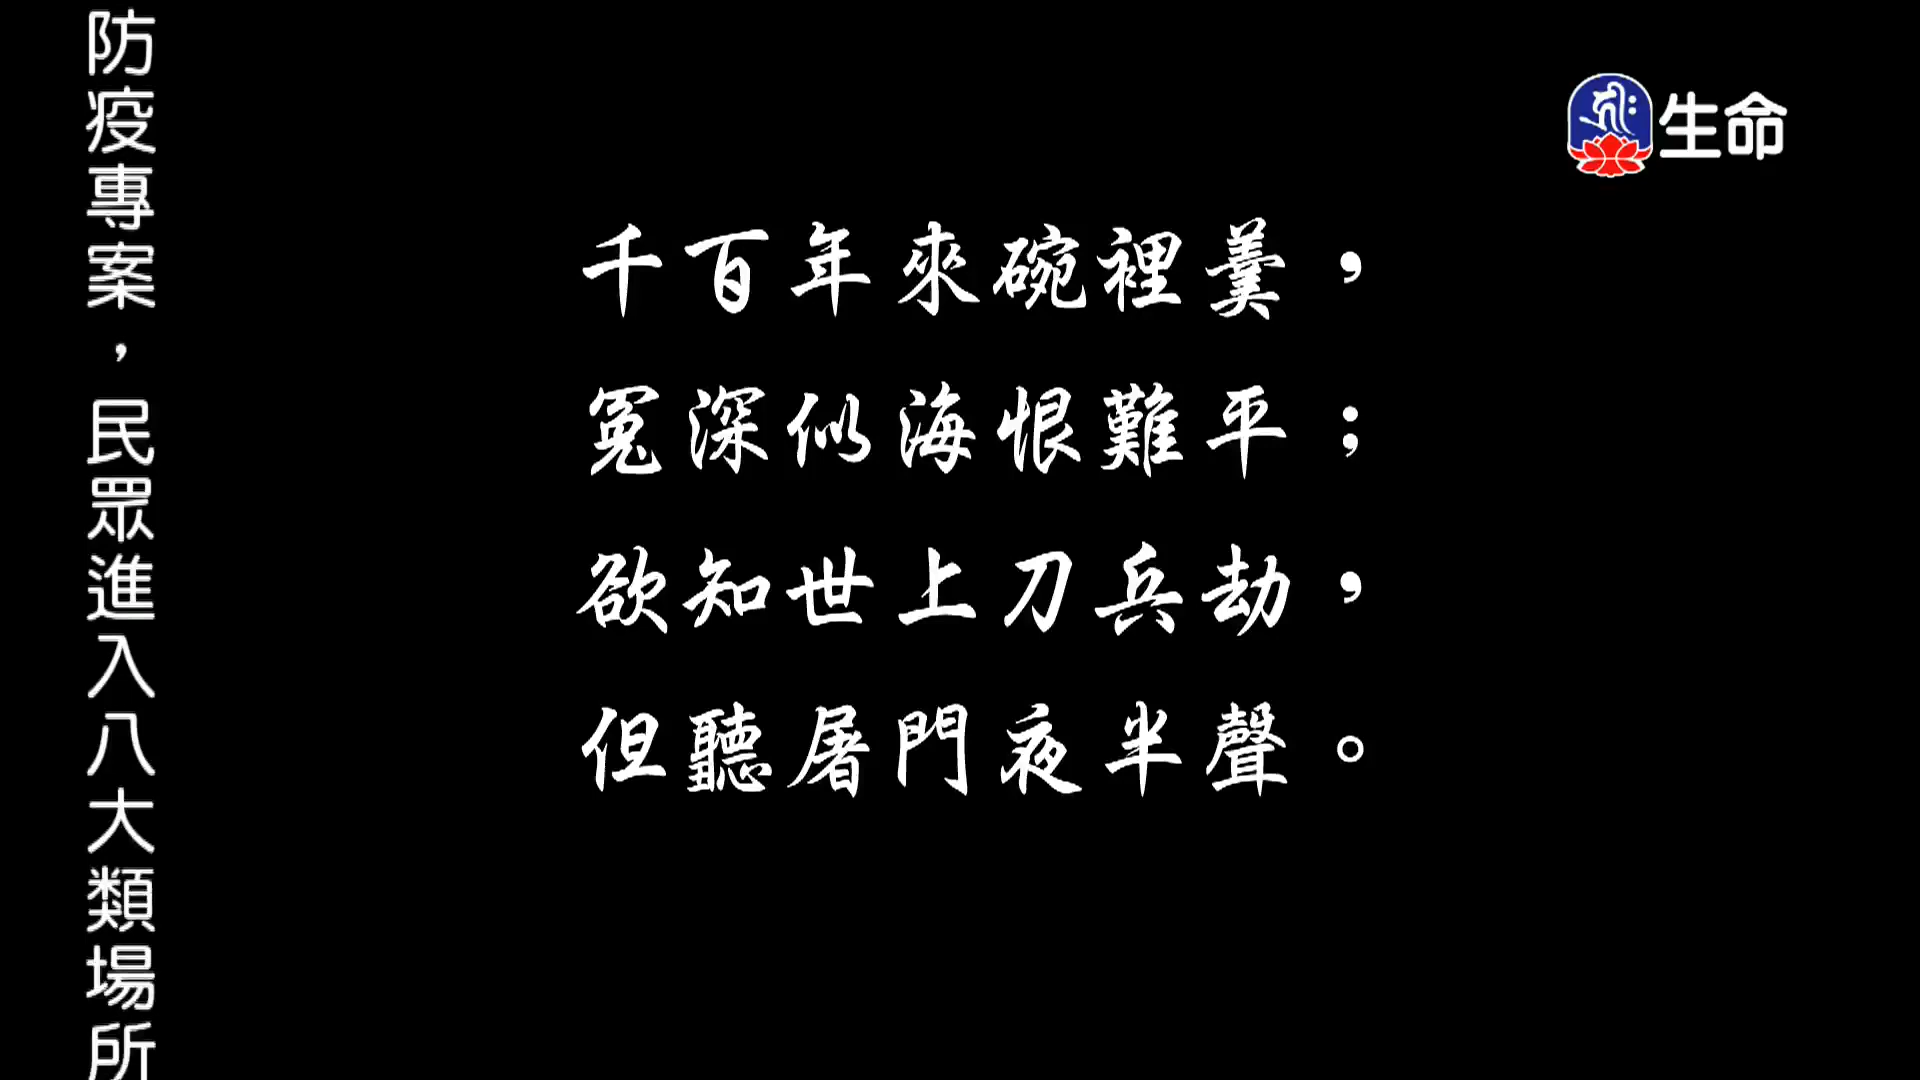 防疫專案，民眾進入八大類場所
生命
千百年來碗裡羹，
冤深似海恨難平；
欲知世上刀兵劫，
但聽屠門夜半聲。